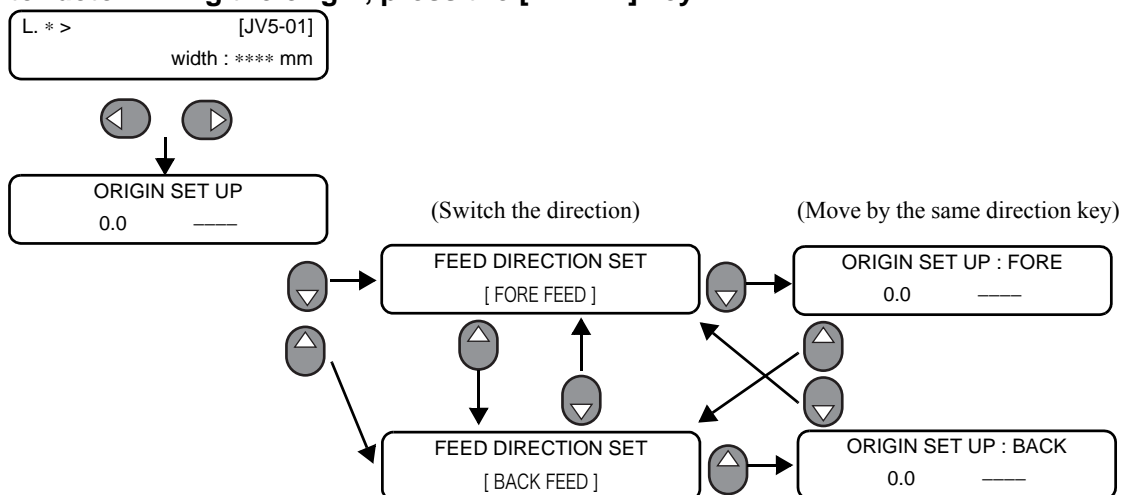 L. * > [JV5-01]
width : **** mm
ORIGIN SET UP
0.0 ––––
(Switch the direction) (Move by the same direction key)
FEED DIRECTION SET
[ FORE FEED ]
ORIGIN SET UP : FORE
0.0 ––––
FEED DIRECTION SET
[ BACK FEED ]
ORIGIN SET UP : BACK
0.0 ––––